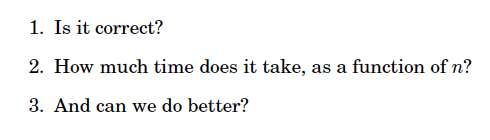 1. Is it correct?
2. How much time does it take, as a function of n?
3. And can we do better?